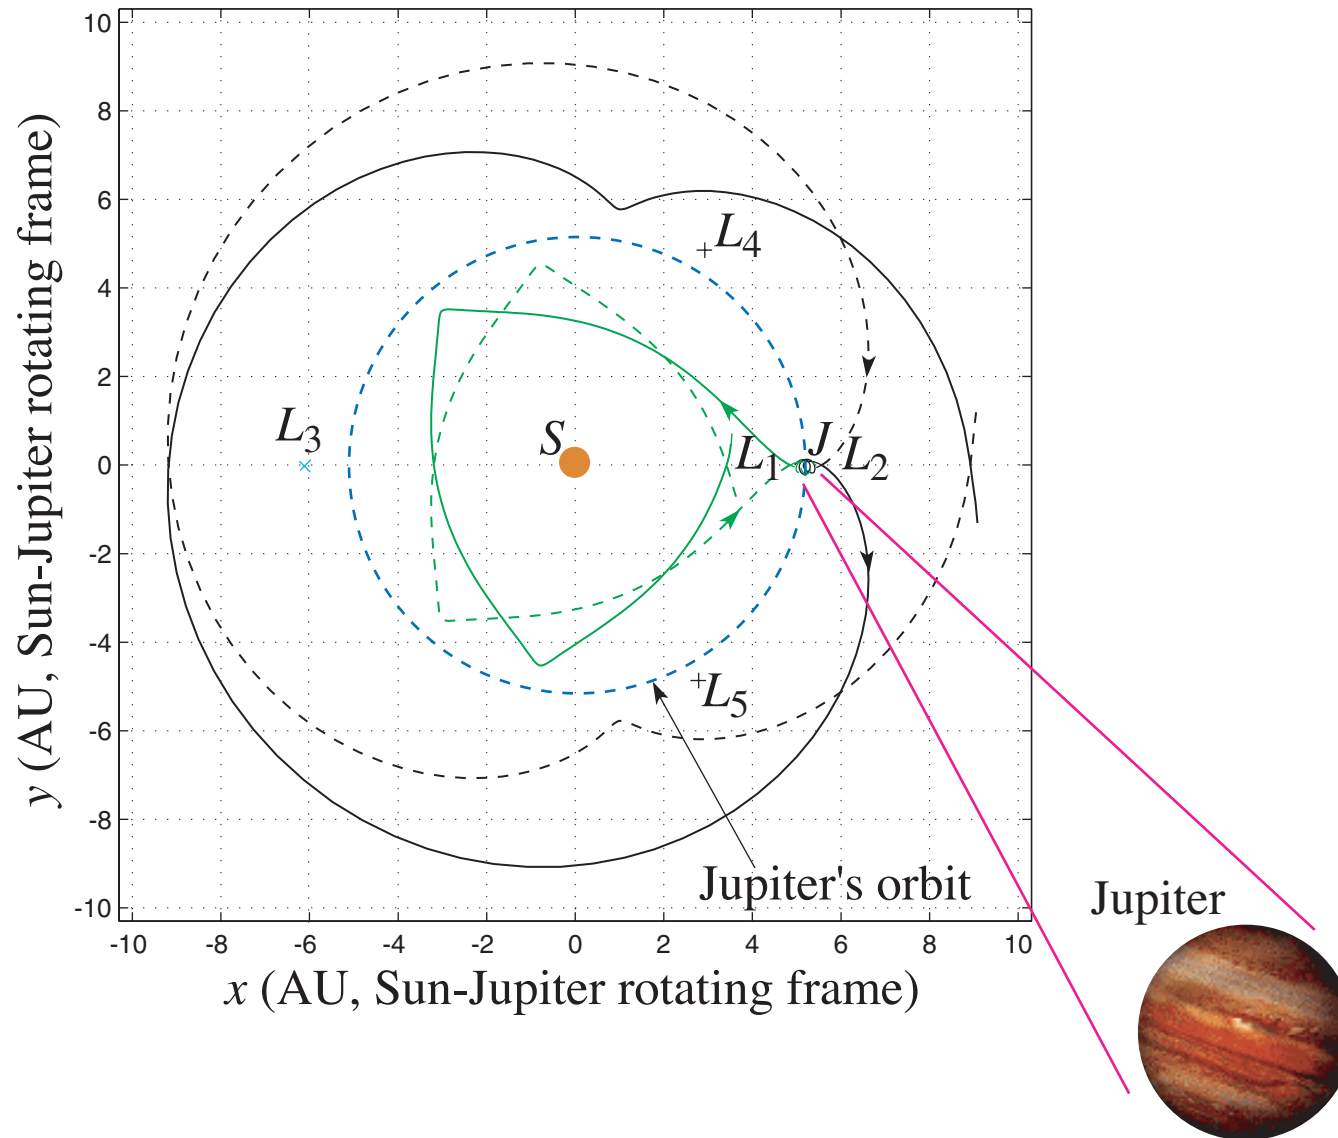 10
8
6
4
2
0
-2
-4
-6
-8
-10
y (AU, Sun-Jupiter rotating frame)
L4
L3
S
L1
J
L2
L5
Jupiter's orbit
Jupiter
-10 -8 -6 -4 -2 0 2 4 6 8 10
x (AU, Sun-Jupiter rotating frame)